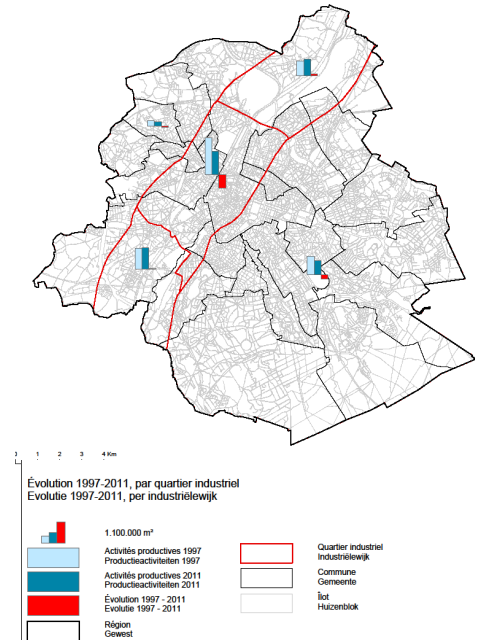 1 2 3 4 Km
Évolution 1997-2011, par quartier industriel
Evolutie 1997-2011, per industriëlewijk
1.100.000 m²
Activités productives 1997
Productieactiviteiten 1997
Activités productives 2011
Productieactiviteiten 2011
Évolution 1997 - 2011
Evolutie 1997 - 2011
Région
Gewest
Quartier industriel
Industriëlewijk
Commune
Gemeente
Îlot
Huizenblok